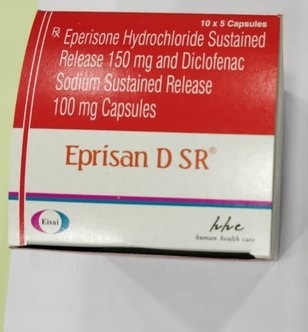 10 x 5 Capsules
℞ Eperisone Hydrochloride Sustained
Release 150 mg and Diclofenac
Sodium Sustained Release
100 mg Capsules
Eprisan D SR®
Eisai
hhc
human health care